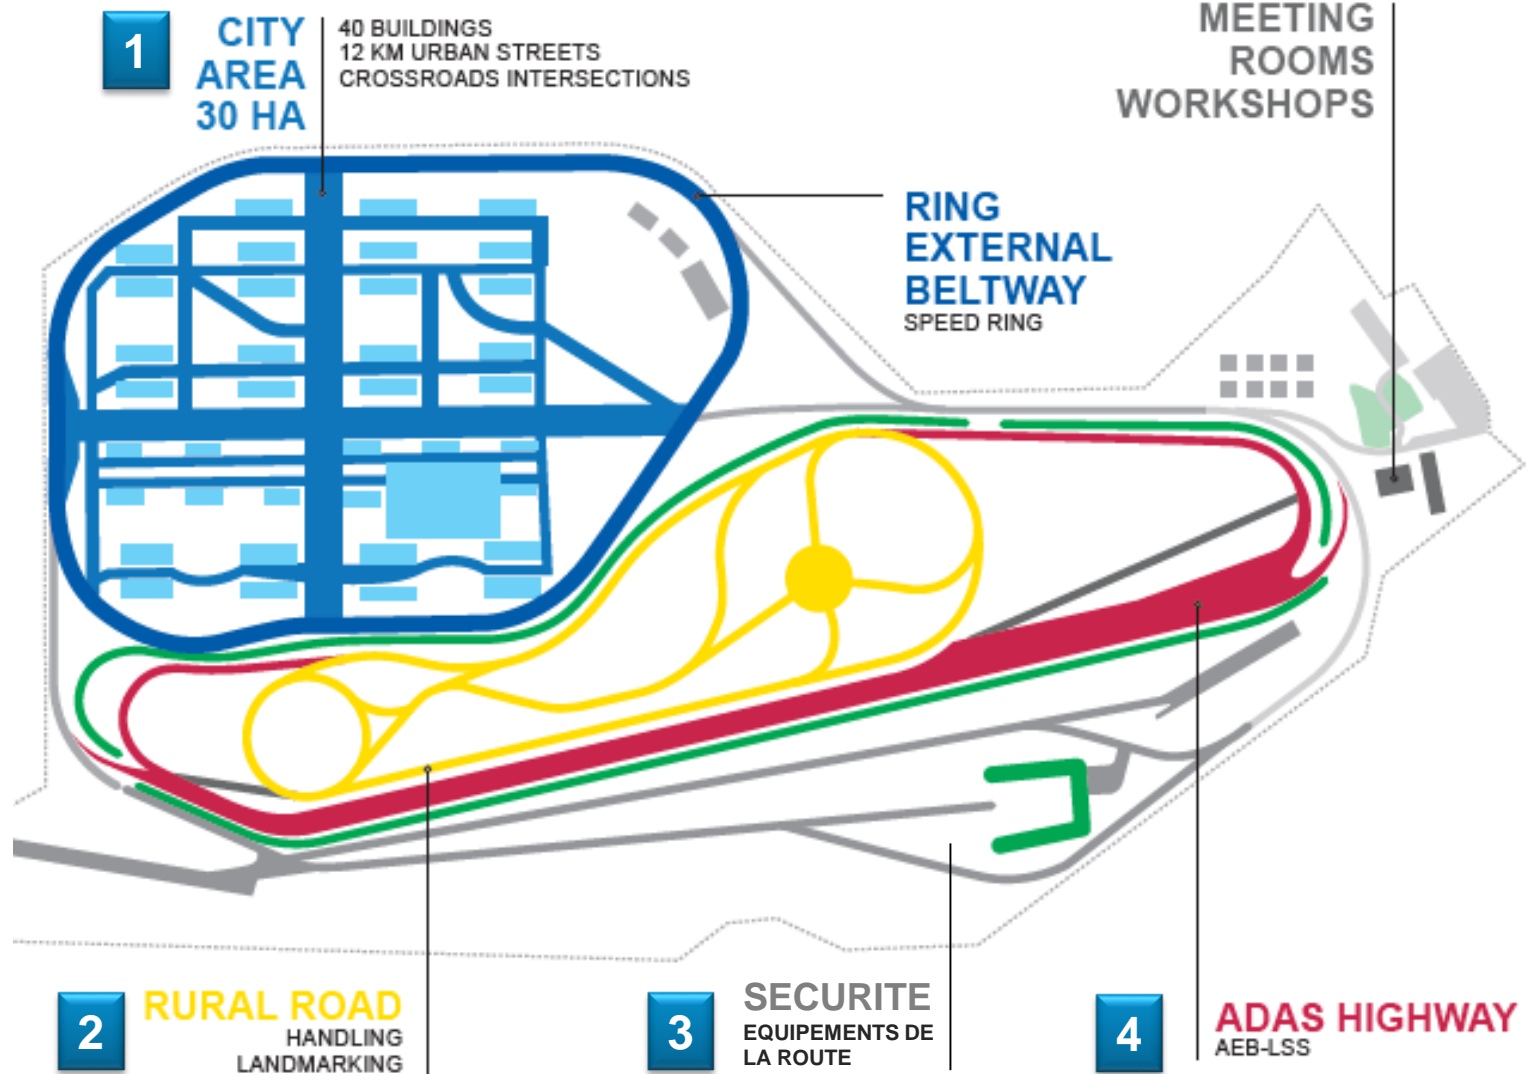 1
CITY
AREA
30 HA
40 BUILDINGS
12 KM URBAN STREETS
CROSSROADS INTERSECTIONS
MEETING
ROOMS
WORKSHOPS
RING
EXTERNAL
BELTWAY
SPEED RING
2
RURAL ROAD
HANDLING
LANDMARKING
3
SECURITE
EQUIPEMENTS DE
LA ROUTE
4
ADAS HIGHWAY
AEB-LSS